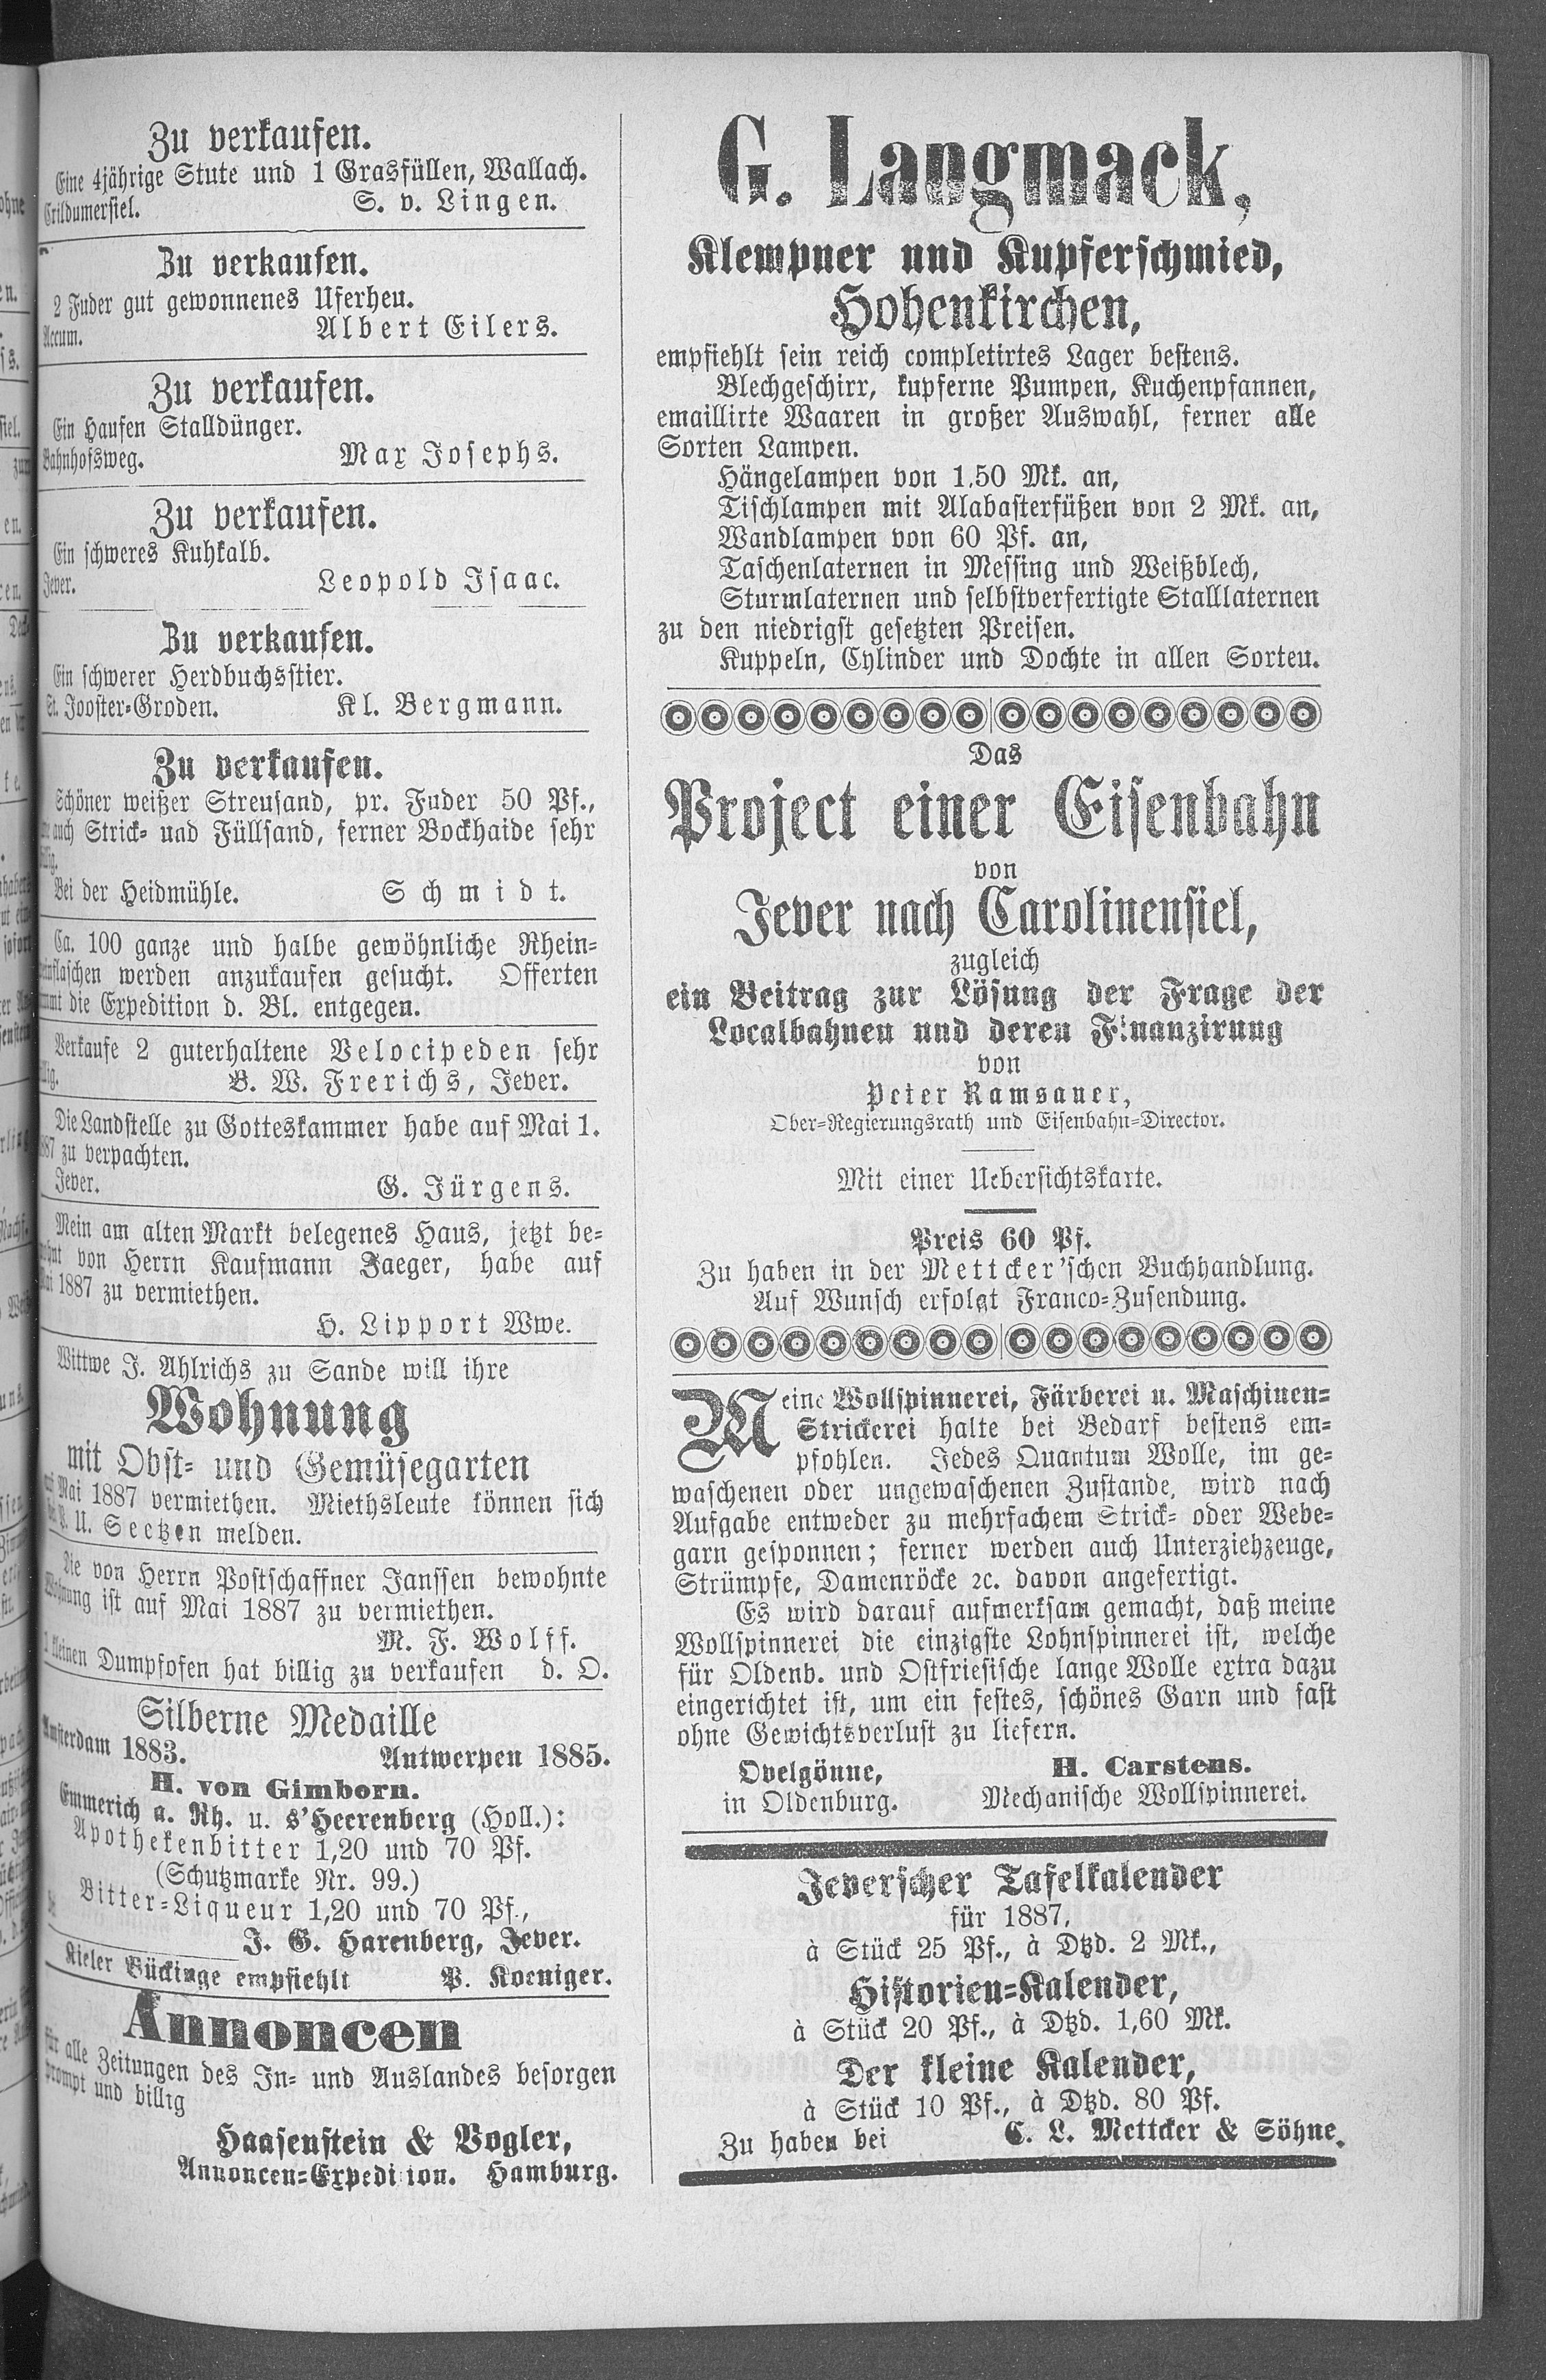 Zu verkaufen.
Eine 4jährige Stute und 1 Grasfüllen, Wallach.
Crildumersiel. S. v. Lingen.
Zu verkaufen.
2 Fuder gut gewonnenes Uferheu.
Accum. Albert Eilers.
Zu verkaufen.
Ein Haufen Stalldünger.
Bahnhofsweg. Max Josephs.
Zu verkaufen.
Ein schweres Kuhkalb.
Jever. Leopold Isaac.
Zu verkaufen.
Ein schwerer Herdbuchsstier.
St. Jooster-Groden. Kl. Bergmann.
Zu verkaufen.
Schöner weißer Streusand, pr. Fuder 50 Pf.,
auch Strick- und Füllsand, ferner Bockhaide sehr
Bei der Heidmühle. Schmidt.
Ca. 100 ganze und halbe gewöhnliche Rhein-
weinflaschen werden anzukaufen gesucht. Offerten
nimmt die Expedition d. Bl. entgegen.
Verkaufe 2 guterhaltene Velocipeden sehr
billig. B. W. Frerichs, Jever.
Die Landstelle zu Gotteskammer habe auf Mai 1.
1887 zu verpachten.
Jever. G. Jürgens.
Mein am alten Markt belegenes Haus, jetzt be-
wohnt von Herrn Kaufmann Jaeger, habe auf
Mai 1887 zu vermiethen.
H. Lipport Wwe.
Wittwe J. Ahlrichs zu Sande will ihre
Wohnung
mit Obst- und Gemüsegarten
auf Mai 1887 vermiethen. Miethsleute können sich
U. Seetzen melden.
Die von Herrn Postschaffner Janssen bewohnte
Wohnung ist auf Mai 1887 zu vermiethen.
M. F. Wolff.
1 kleinen Dumpfofen hat billig zu verkaufen d. O.
Silberne Medaille
Amsterdam 1883. Antwerpen 1885.
H. von Gimborn.
Emmerich a. Rh. u. s'Heerenberg (Holl.):
Apothekenbitter 1,20 und 70 Pf.
(Schutzmarke Nr. 99.)
Bitter-Liqueur 1,20 und 70 Pf.,
bei J. G. Harenberg, Jever.
Kieler Bückinge empfiehlt P. Koeniger.
Annoncen
für alle Zeitungen des In- und Auslandes besorgen
prompt und billig
Haasenstein & Vogler,
Annoncen-Expedition. Hamburg.
G. Langmack,
Klempner und Kupferschmied,
Hohenkirchen,
empfiehlt sein reich completirtes Lager bestens.
Blechgeschirr, kupferne Pumpen, Kuchenpfannen,
emaillirte Waaren in großer Auswahl, ferner alle
Sorten Lampen.
Hängelampen von 1,50 Mk. an,
Tischlampen mit Alabasterfüßen von 2 Mk. an,
Wandlampen von 60 Pf. an,
Taschenlaternen in Messing und Weißblech,
Sturmlaternen und selbstverfertigte Stalllaternen
zu den niedrigst gesetzten Preisen.
Kuppeln, Cylinder und Dochte in allen Sorten.
Das
Project einer Eisenbahn
von
Jever nach Carolinensiel,
zugleich
ein Beitrag zur Lösung der Frage der
Localbahnen und deren Finanzirung
von
Peter Ramsauer,
Ober-Regierungsrath und Eisenbahn-Director.
Mit einer Uebersichtskarte.
Preis 60 Pf.
Zu haben in der Mettcker'schen Buchhandlung.
Auf Wunsch erfolgt Franco-Zusendung.
Meine Wollspinnerei, Färberei u. Maschinen-
Strickerei halte bei Bedarf bestens em-
pfohlen. Jedes Quantum Wolle, im ge-
waschenen oder ungewaschenen Zustande, wird nach
Aufgabe entweder zu mehrfachem Strick- oder Webe-
garn gesponnen; ferner werden auch Unterziehzeuge,
Strümpfe, Damenröcke ꝛc. davon angefertigt.
Es wird darauf aufmerksam gemacht, daß meine
Wollspinnerei die einzigste Lohnspinnerei ist, welche
für Oldenb. und Ostfriesische lange Wolle extra dazu
eingerichtet ist, um ein festes, schönes Garn und fast
ohne Gewichtsverlust zu liefern.
Ovelgönne, H. Carstens.
in Oldenburg. Mechanische Wollspinnerei.
Jeverscher Tafelkalender
für 1887,
à Stück 25 Pf., à Dtzd. 2 Mk.,
Historien-Kalender,
à Stück 20 Pf., à Dtzd. 1,60 Mk.
Der kleine Kalender,
à Stück 10 Pf., à Dtzd. 80 Pf.
Zu haben bei C. L. Mettcker & Söhne.